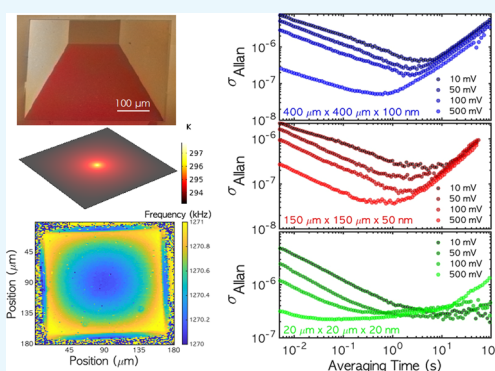 100 μm
K
297
296
295
294
Frequency (kHz)
1271
1270.8
1270.6
1270.4
1270.2
1270
Position (μm)
45
90
135
180
45 90 135 180
Position (μm)
σAllan
10⁻⁶
10⁻⁷
10⁻⁸
10 mV
50 mV
100 mV
500 mV
400 μm x 400 μm x 100 nm
σAllan
10⁻⁶
10⁻⁷
10⁻⁸
10 mV
50 mV
100 mV
500 mV
150 μm x 150 μm x 50 nm
σAllan
10⁻⁶
10⁻⁷
10 mV
50 mV
100 mV
500 mV
20 μm x 20 μm x 20 nm
10⁻² 10⁻¹ 10⁰ 10¹ 10
Averaging Time (s)